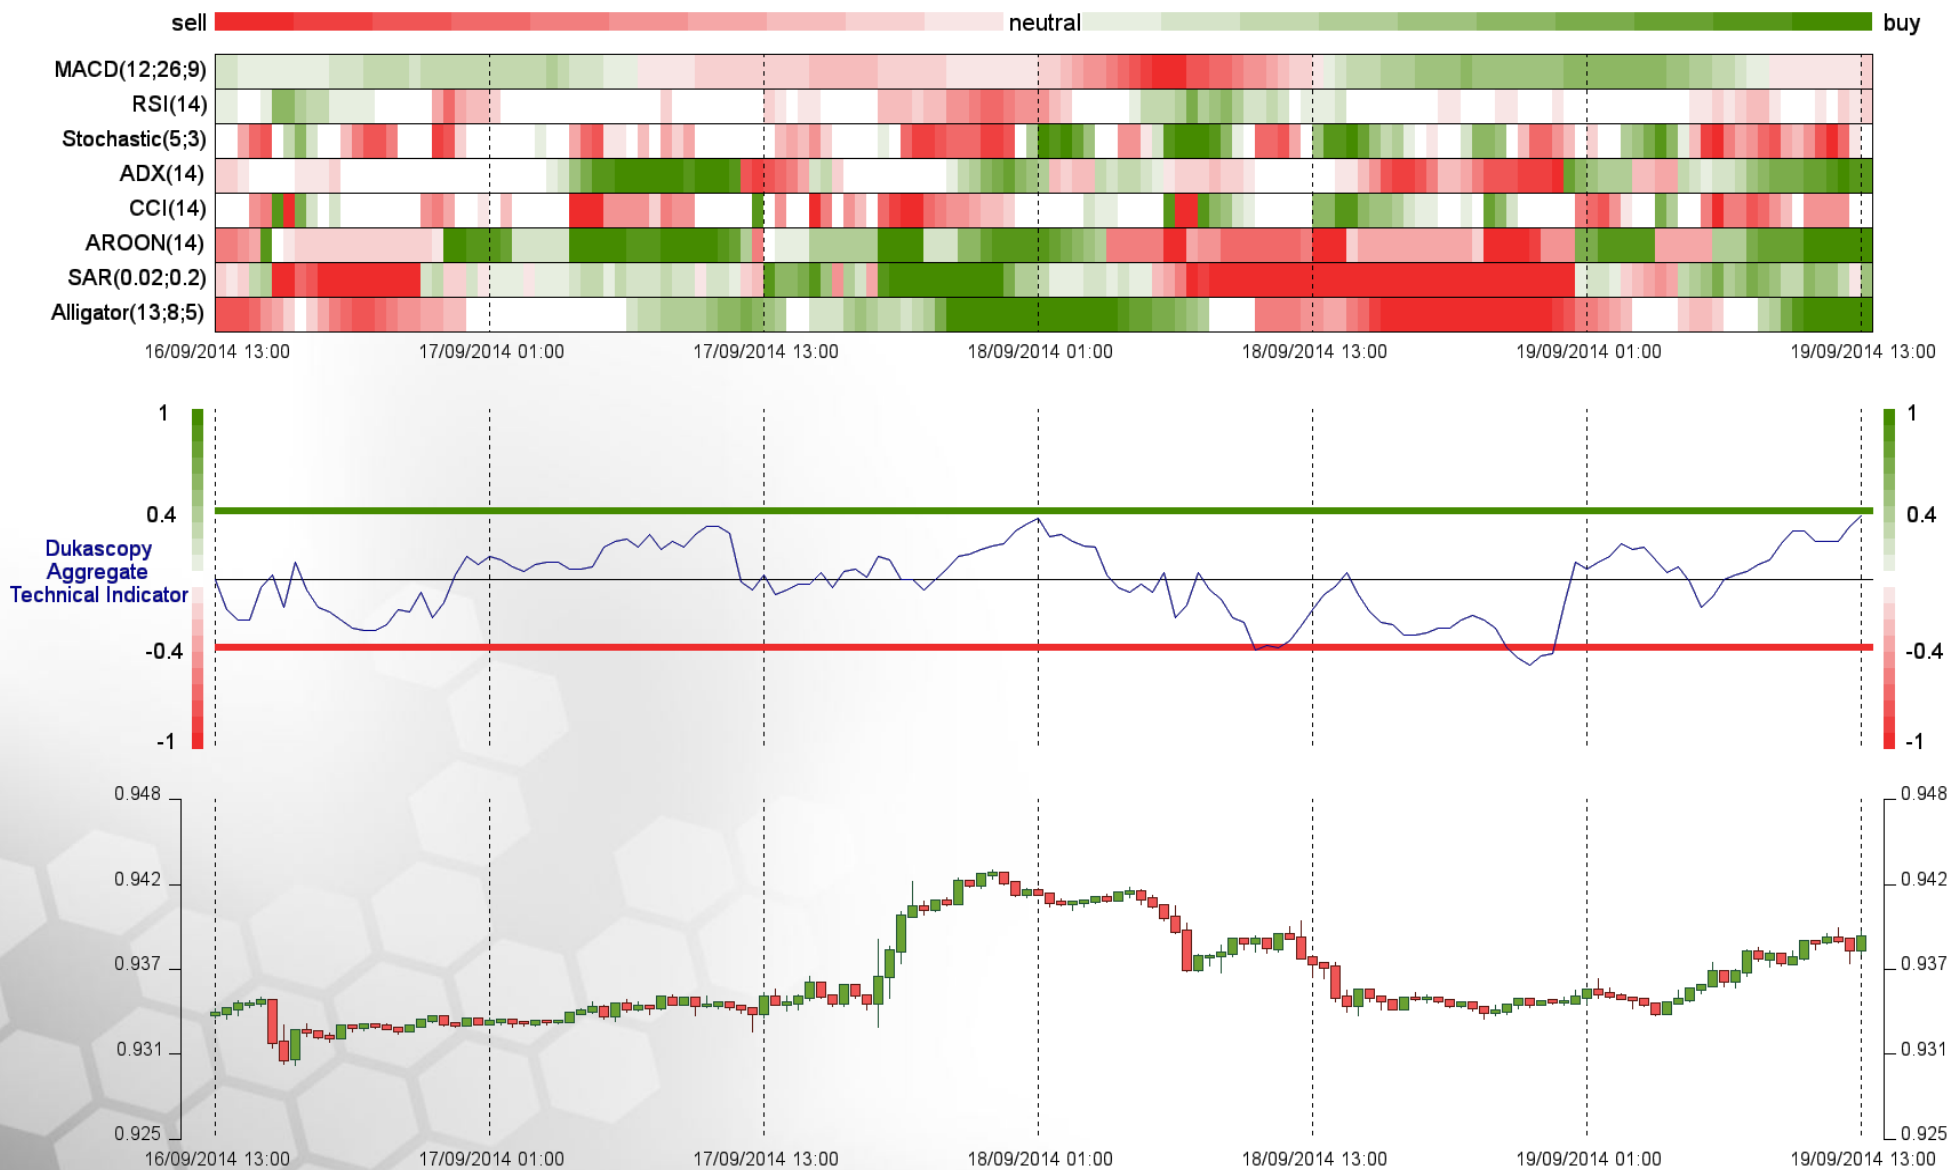 sell neutral buy
MACD(12;26;9)
RSI(14)
Stochastic(5;3)
ADX(14)
CCI(14)
AROON(14)
SAR(0.02;0.2)
Alligator(13;8;5)
16/09/2014 13:00 17/09/2014 01:00 17/09/2014 13:00 18/09/2014 01:00 18/09/2014 13:00 19/09/2014 01:00 19/09/2014 13:00
1 1
0.4 0.4
Dukascopy
Aggregate
Technical Indicator
-0.4 -0.4
-1 -1
0.948 0.948
0.942 0.942
0.937 0.937
0.931 0.931
0.925 0.925
16/09/2014 13:00 17/09/2014 01:00 17/09/2014 13:00 18/09/2014 01:00 18/09/2014 13:00 19/09/2014 01:00 19/09/2014 13:00